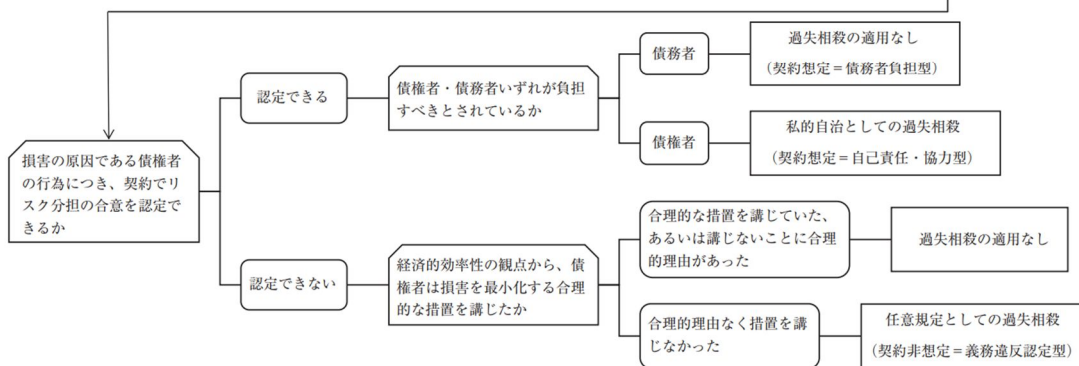 損害の原因である債権者
の行為につき、契約でリ
スク分担の合意を認定で
きるか
認定できる
債権者・債務者いずれが負担
すべきとされているか
債務者
過失相殺の適用なし
（契約想定＝債務者負担型）
債権者
私的自治としての過失相殺
（契約想定＝自己責任・協力型）
認定できない
経済的効率性の観点から、債
権者は損害を最小化する合理
的な措置を講じたか
合理的な措置を講じていた、
あるいは講じないことに合理
的理由があった
過失相殺の適用なし
合理的理由なく措置を講
じなかった
任意規定としての過失相殺
（契約非想定＝義務違反認定型）